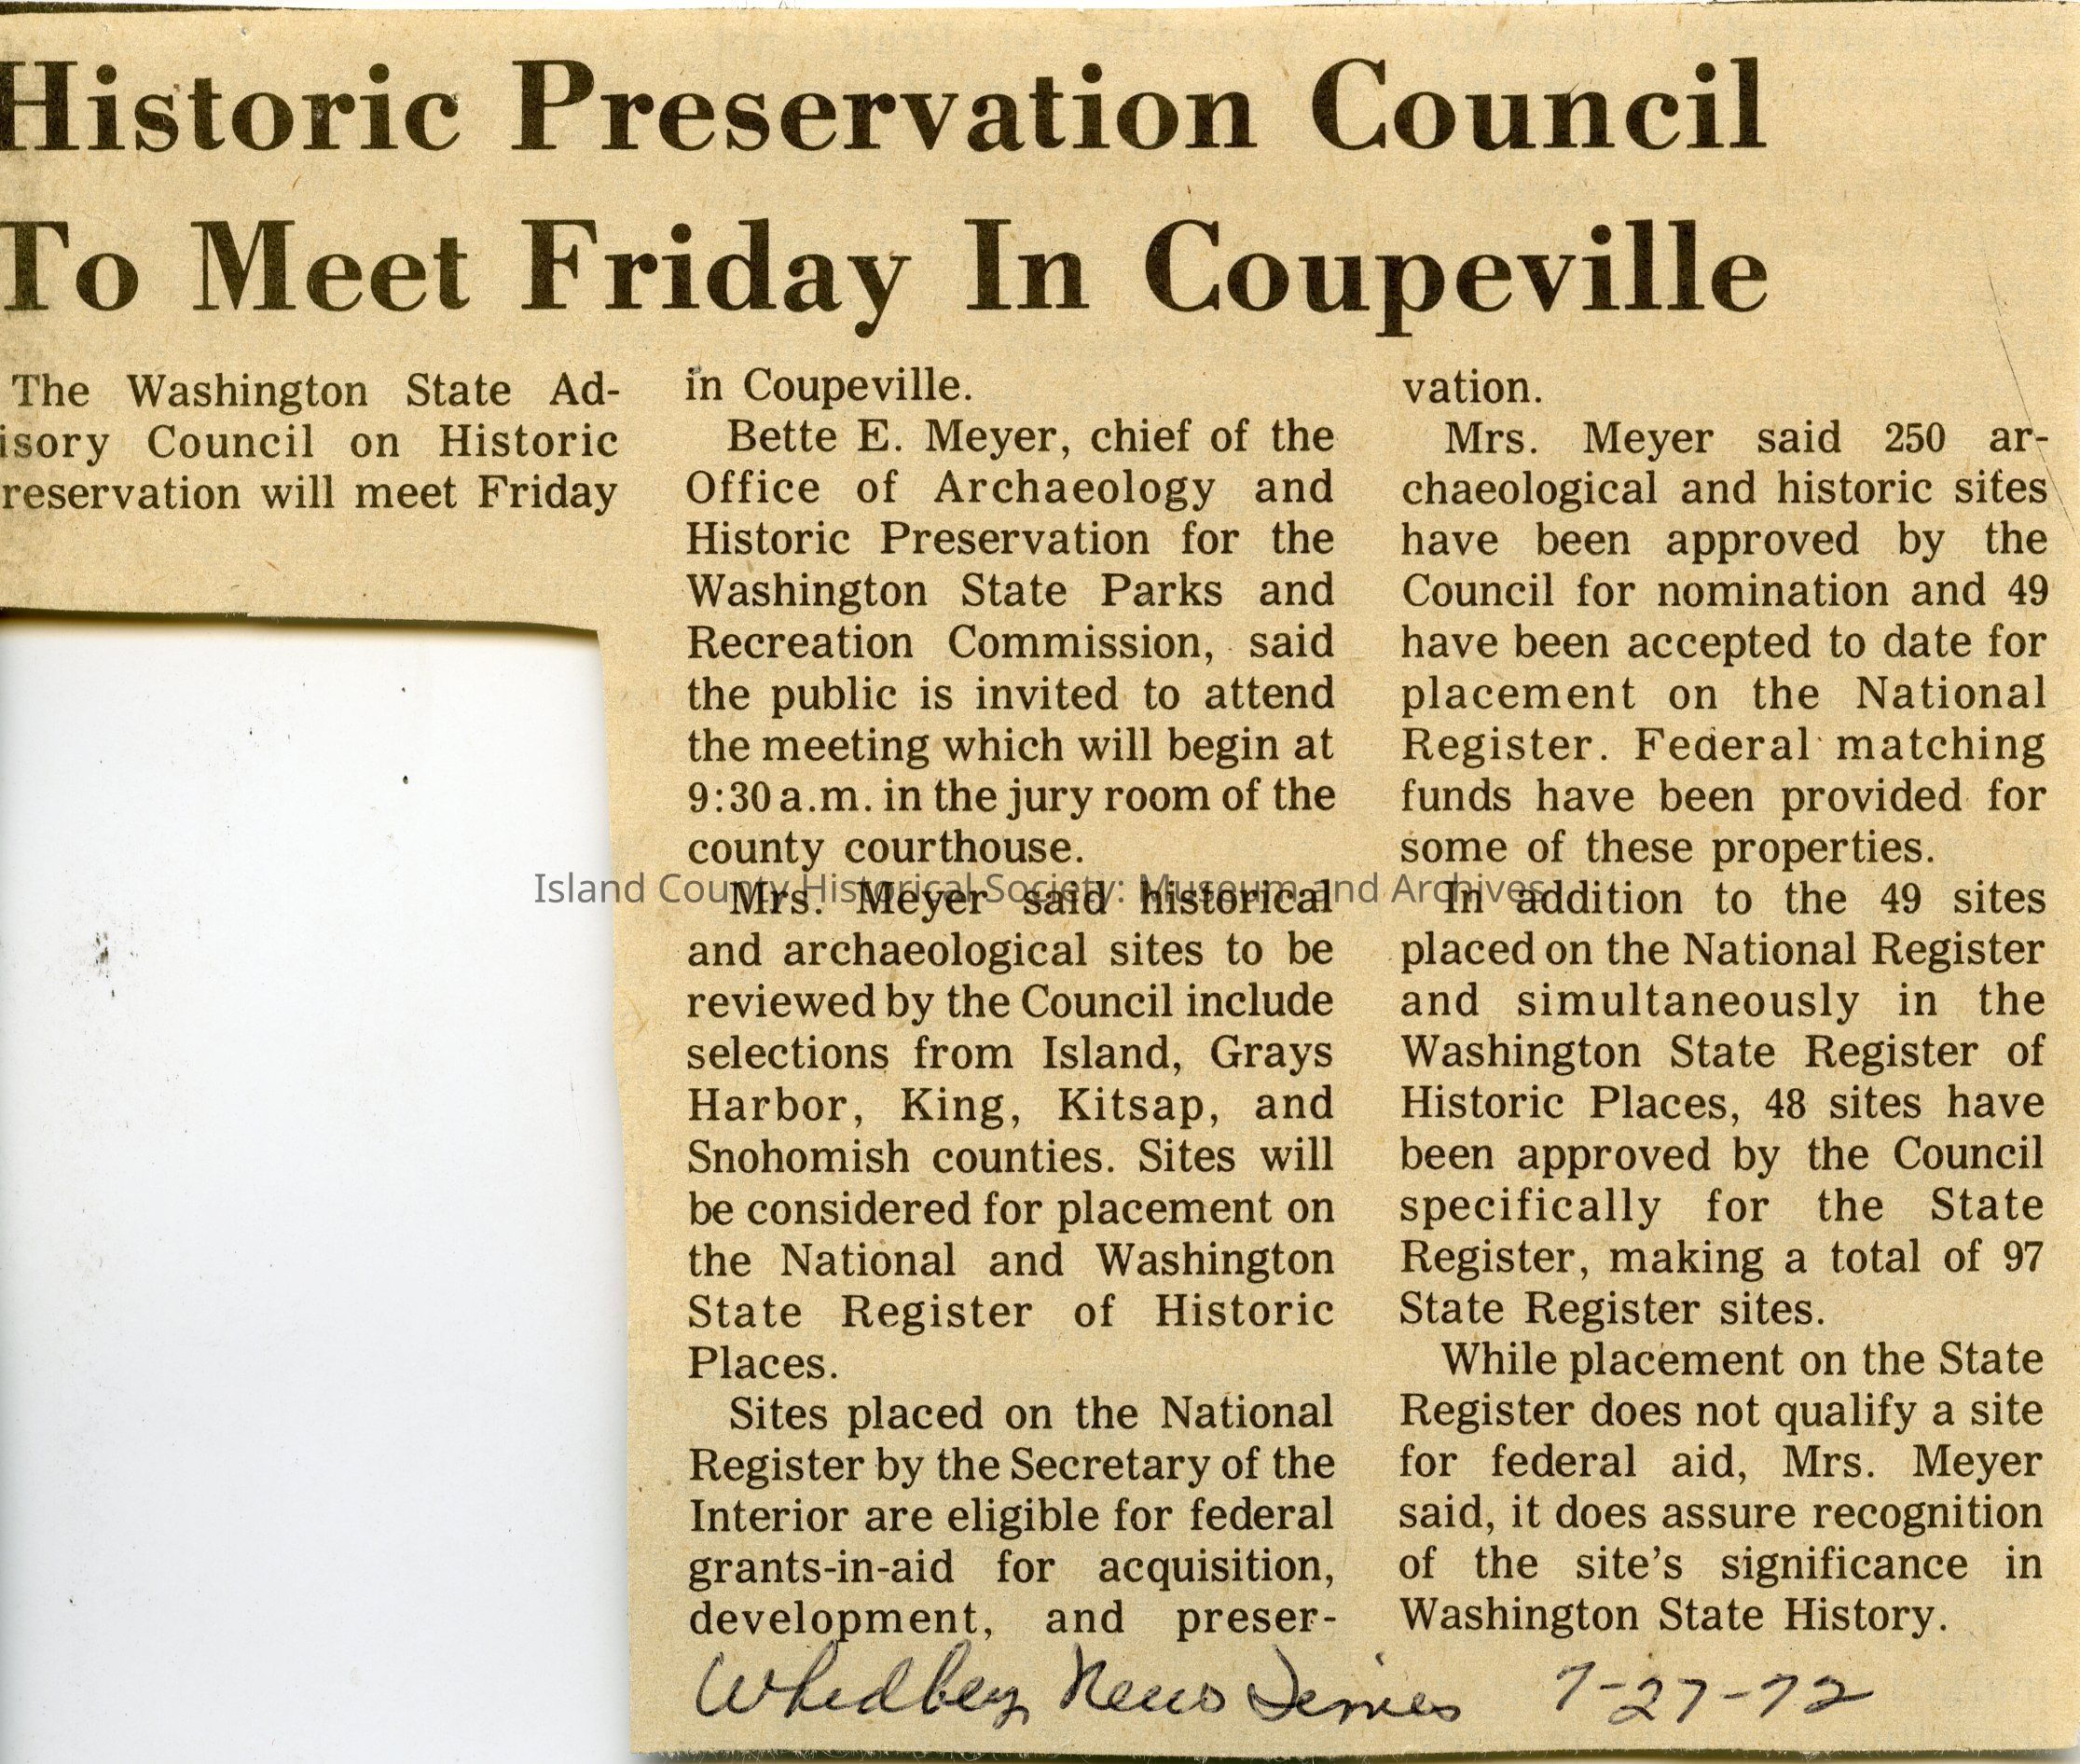 Historic Preservation Council
To Meet Friday In Coupeville
The Washington State Ad-
isory Council on Historic
reservation will meet Friday
in Coupeville.
Bette E. Meyer, chief of the
Office of Archaeology and
Historic Preservation for the
Washington State Parks and
Recreation Commission, said
the public is invited to attend
the meeting which will begin at
9:30 a.m. in the jury room of the
county courthouse.
Mrs. Meyer said historical
and archaeological sites to be
reviewed by the Council include
selections from Island, Grays
Harbor, King, Kitsap, and
Snohomish counties. Sites will
be considered for placement on
the National and Washington
State Register of Historic
Places.
Sites placed on the National
Register by the Secretary of the
Interior are eligible for federal
grants-in-aid for acquisition,
development, and preser-
vation.
Mrs. Meyer said 250 ar-
chaeological and historic sites
have been approved by the
Council for nomination and 49
have been accepted to date for
placement on the National
Register. Federal matching
funds have been provided for
some of these properties.
In addition to the 49 sites
placed on the National Register
and simultaneously in the
Washington State Register of
Historic Places, 48 sites have
been approved by the Council
specifically for the State
Register, making a total of 97
State Register sites.
While placement on the State
Register does not qualify a site
for federal aid, Mrs. Meyer
said, it does assure recognition
of the site's significance in
Washington State History.
Whidbey News Times 7-27-72
Island County Historical Society: Museum and Archives